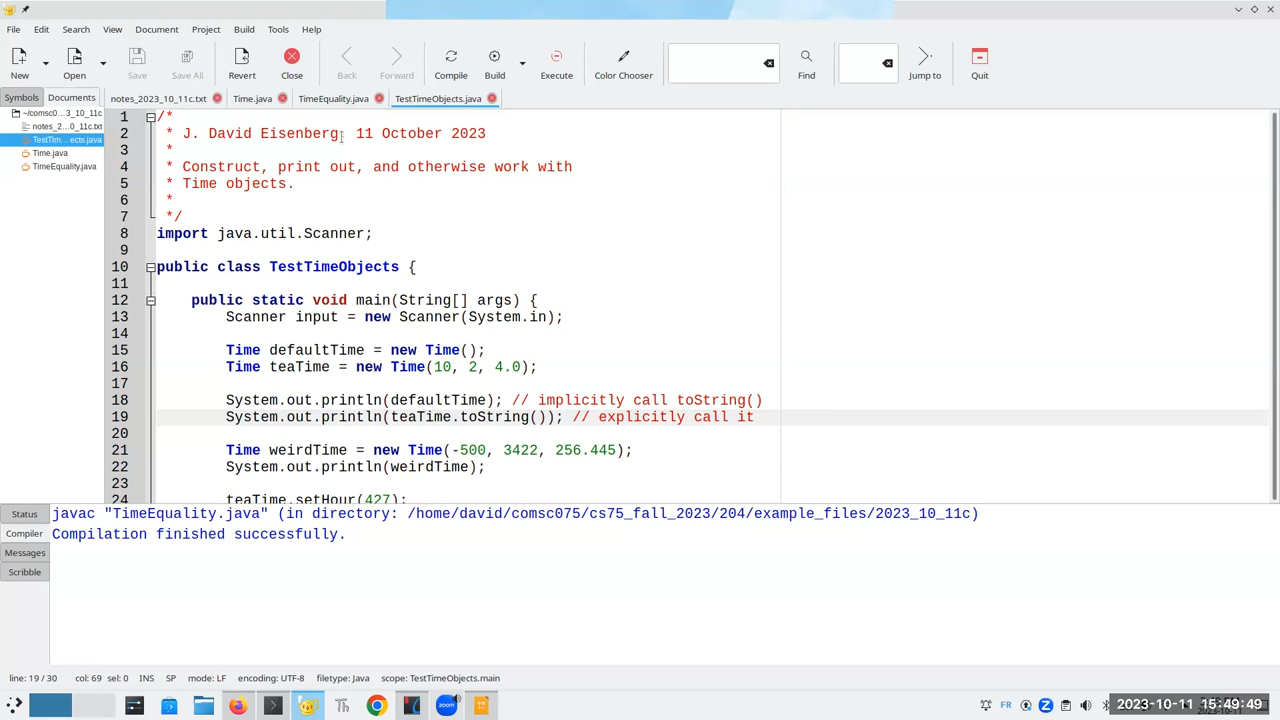 File Edit Search View Document Project Build Tools Help
New Open Save Save All Revert Close Back Forward Compile Build Execute Color Chooser Find Jump to Quit
Symbols Documents notes_2023_10_11c.txt Time.java TimeEquality.java TestTimeObjects.java
~/comsc0...3_10_11c
notes_2...0_11c.txt
TestTim...ects.java
Time.java
TimeEquality.java
1 /*
2 * J. David Eisenberg, 11 October 2023
3 *
4 * Construct, print out, and otherwise work with
5 * Time objects.
6 *
7 */
8 import java.util.Scanner;
9
10 public class TestTimeObjects {
11
12 public static void main(String[] args) {
13 Scanner input = new Scanner(System.in);
14
15 Time defaultTime = new Time();
16 Time teaTime = new Time(10, 2, 4.0);
17
18 System.out.println(defaultTime); // implicitly call toString()
19 System.out.println(teaTime.toString()); // explicitly call it
20
21 Time weirdTime = new Time(-500, 3422, 256.445);
22 System.out.println(weirdTime);
23
24 teaTime.setHour(427);
Status
Compiler
Messages
Scribble
javac "TimeEquality.java" (in directory: /home/david/comsc075/cs75_fall_2023/204/example_files/2023_10_11c)
Compilation finished successfully.
line: 19 / 30 col: 69 sel: 0 INS SP mode: LF encoding: UTF-8 filetype: Java scope: TestTimeObjects.main
FR
2023-10-11 15:49:49